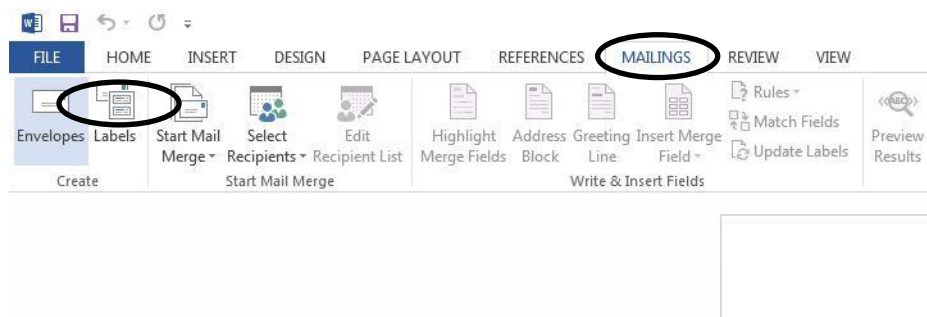 W
FILE HOME INSERT DESIGN PAGE LAYOUT REFERENCES MAILINGS REVIEW VIEW
Envelopes Labels Start Mail Merge Select Recipients Edit Recipient List Highlight Merge Fields Address Block Greeting Line Insert Merge Field Rules Match Fields Update Labels «ABC» Preview Results
Create Start Mail Merge Write & Insert Fields